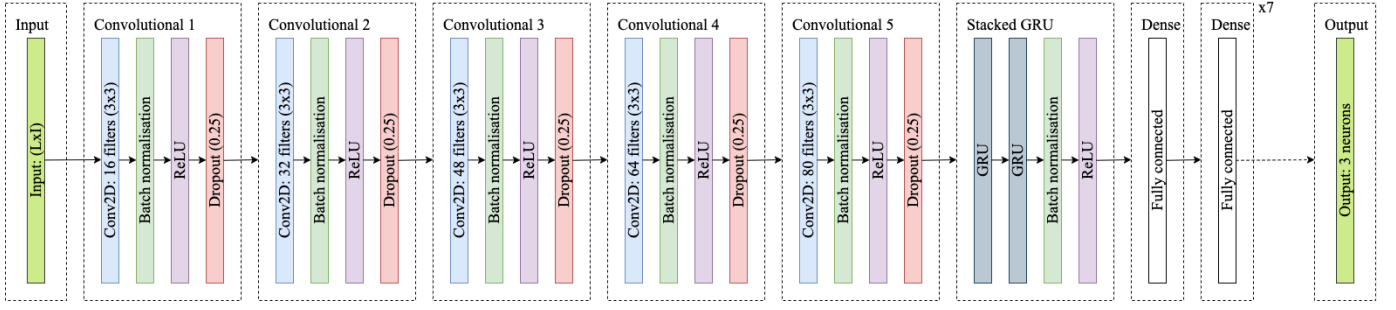 Input
Convolutional 1
Convolutional 2
Convolutional 3
Convolutional 4
Convolutional 5
Stacked GRU
Dense
Dense
x7
Output
Input: (LxI)
Conv2D: 16 filters (3x3)
Batch normalisation
ReLU
Dropout (0.25)
Conv2D: 32 filters (3x3)
Batch normalisation
ReLU
Dropout (0.25)
Conv2D: 48 filters (3x3)
Batch normalisation
ReLU
Dropout (0.25)
Conv2D: 64 filters (3x3)
Batch normalisation
ReLU
Dropout (0.25)
Conv2D: 80 filters (3x3)
Batch normalisation
ReLU
Dropout (0.25)
GRU
GRU
Batch normalisation
ReLU
Fully connected
Fully connected
Output: 3 neurons